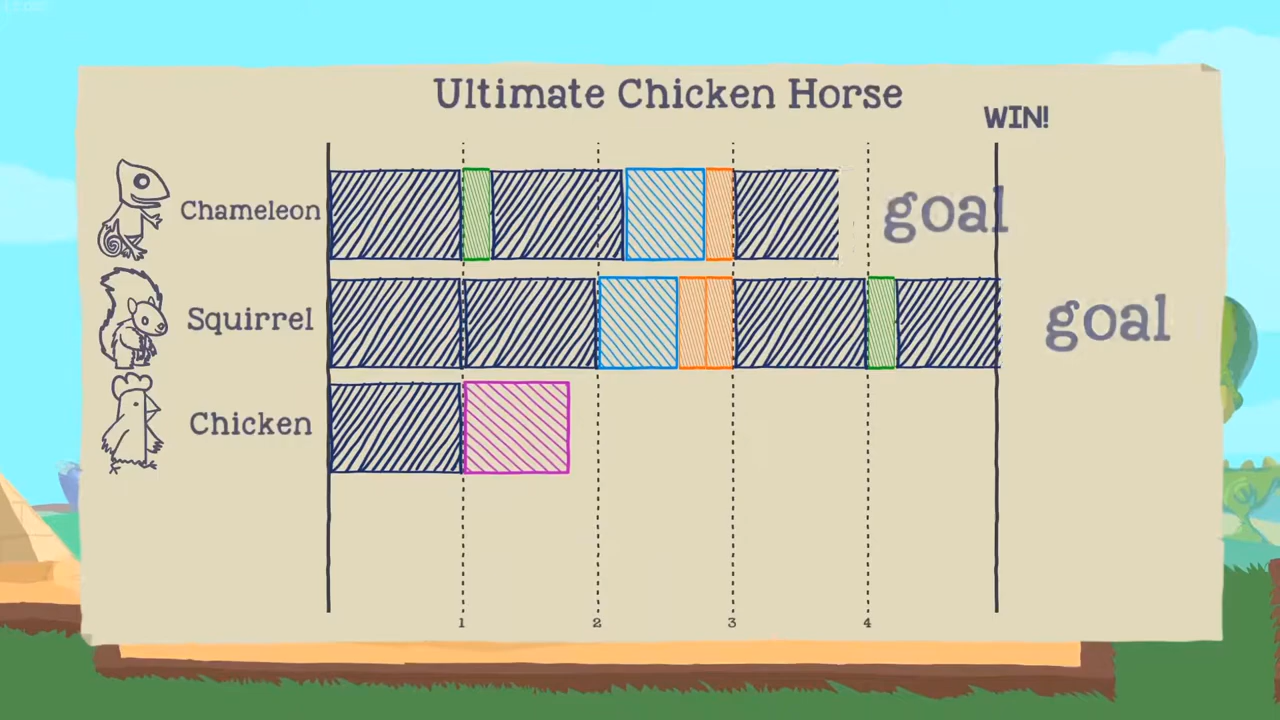 Ultimate Chicken Horse
WIN!
Chameleon
goal
Squirrel
goal
Chicken
1 2 3 4